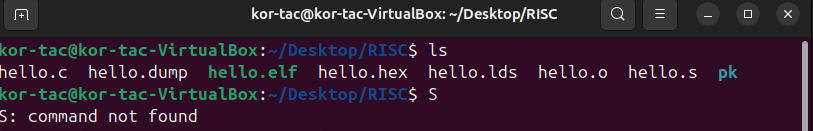 kor-tac@kor-tac-VirtualBox: ~/Desktop/RISC
kor-tac@kor-tac-VirtualBox:~/Desktop/RISC$ ls
hello.c hello.dump hello.elf hello.hex hello.lds hello.o hello.s pk
kor-tac@kor-tac-VirtualBox:~/Desktop/RISC$ S
S: command not found